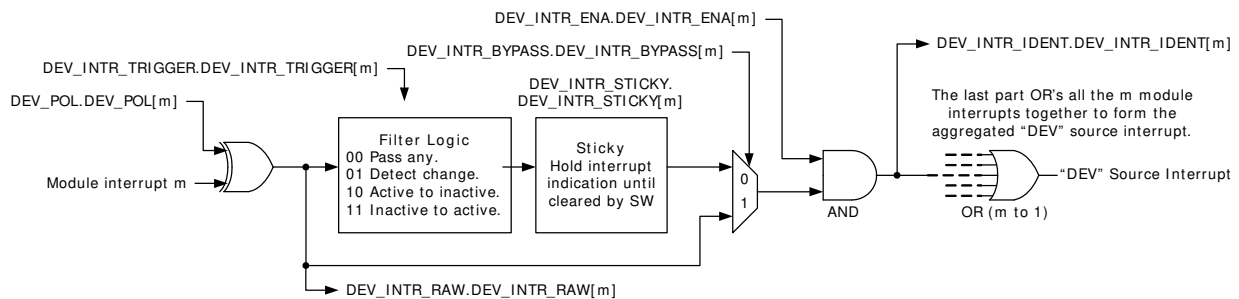 DEV_INTR_ENA.DEV_INTR_ENA[m]
DEV_INTR_BYPASS.DEV_INTR_BYPASS[m]
DEV_INTR_IDENT.DEV_INTR_IDENT[m]
DEV_INTR_TRIGGER.DEV_INTR_TRIGGER[m]
DEV_INTR_STICKY.
DEV_INTR_STICKY[m]
DEV_POL.DEV_POL[m]
The last part OR's all the m module
interrupts together to form the
aggregated “DEV” source interrupt.
Filter Logic
00 Pass any.
01 Detect change.
10 Active to inactive.
11 Inactive to active.
Sticky
Hold interrupt
indication until
cleared by SW
Module interrupt m
0
1
AND
“DEV” Source Interrupt
OR (m to 1)
DEV_INTR_RAW.DEV_INTR_RAW[m]